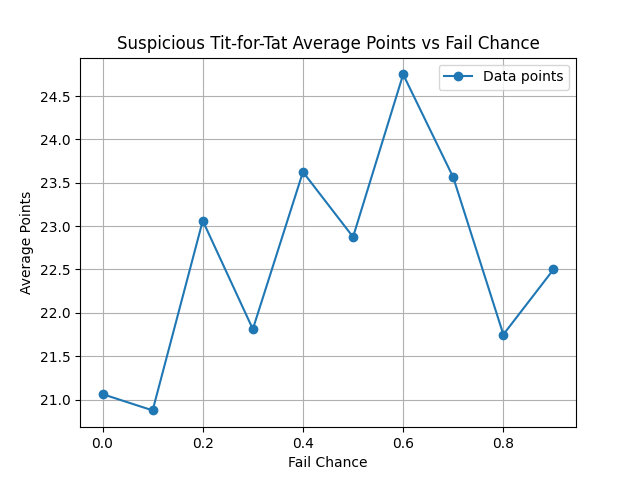 Suspicious Tit-for-Tat Average Points vs Fail Chance
Data points
24.5
24.0
23.5
23.0
22.5
22.0
21.5
21.0
Average Points
0.0 0.2 0.4 0.6 0.8
Fail Chance